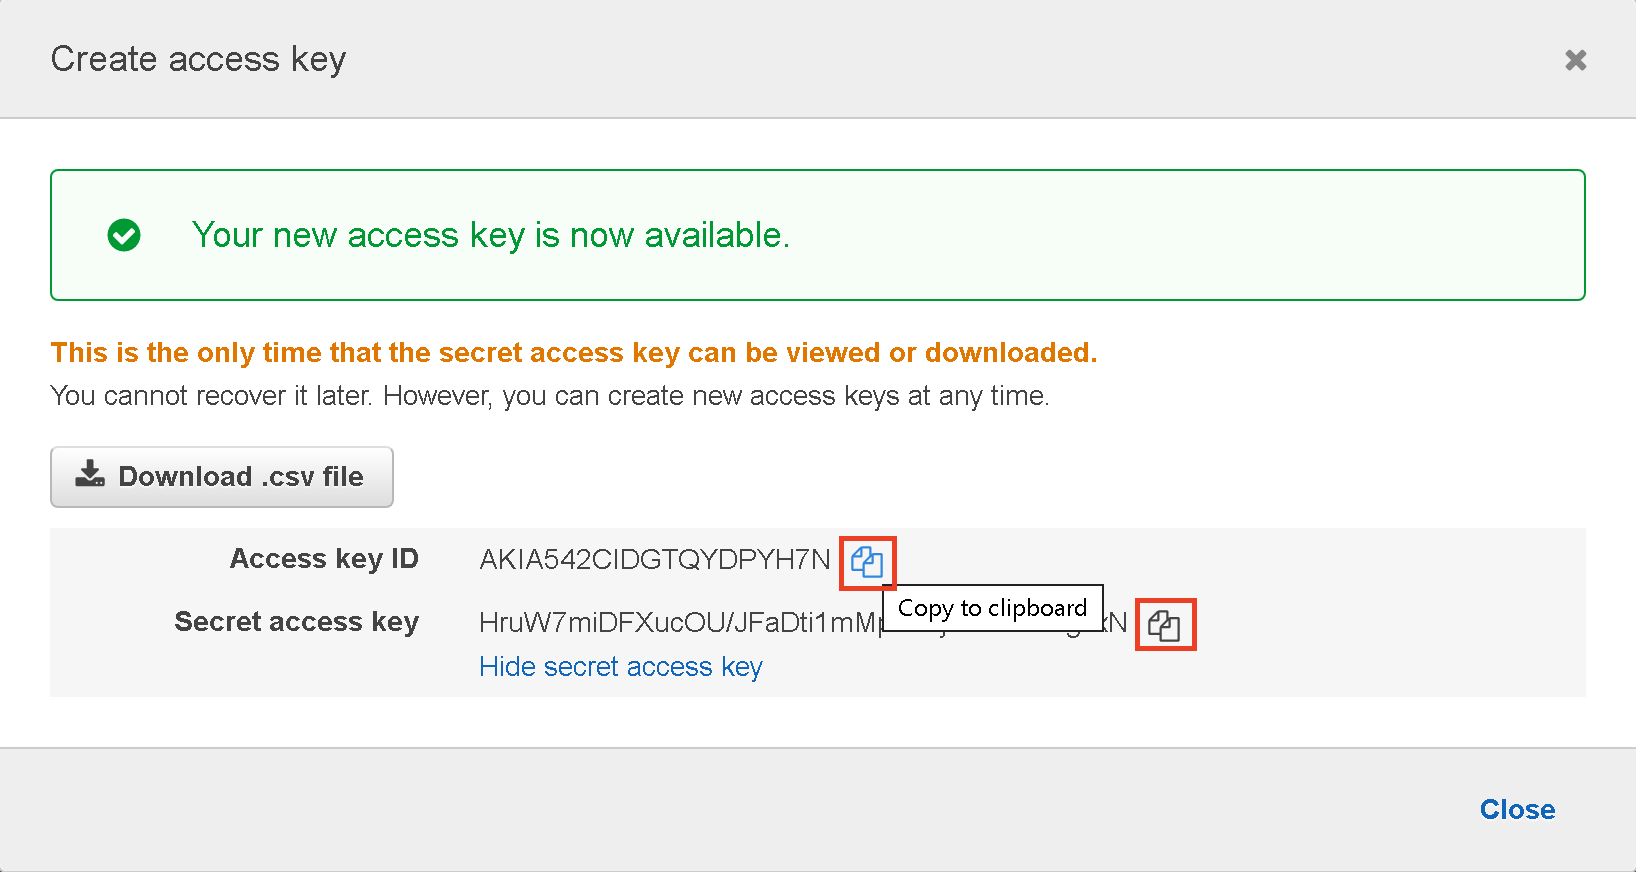 Create access key
Your new access key is now available.
This is the only time that the secret access key can be viewed or downloaded.
You cannot recover it later. However, you can create new access keys at any time.
Download .csv file
Access key ID AKIA542CIDGTQYDPYH7N
Copy to clipboard
Secret access key
Hide secret access key
Close